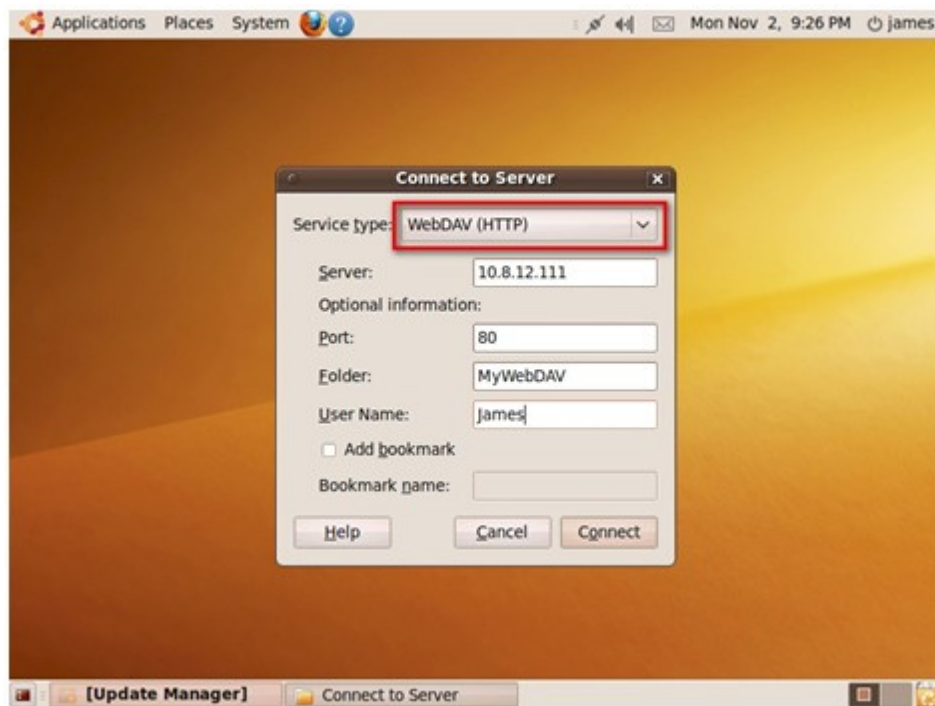 Applications Places System ? Mon Nov 2, 9:26 PM james
Connect to Server
Service type: WebDAV (HTTP)
Server: 10.8.12.111
Optional information:
Port: 80
Folder: MyWebDAV
User Name: James
Add bookmark
Bookmark name:
Help Cancel Connect
[Update Manager] Connect to Server